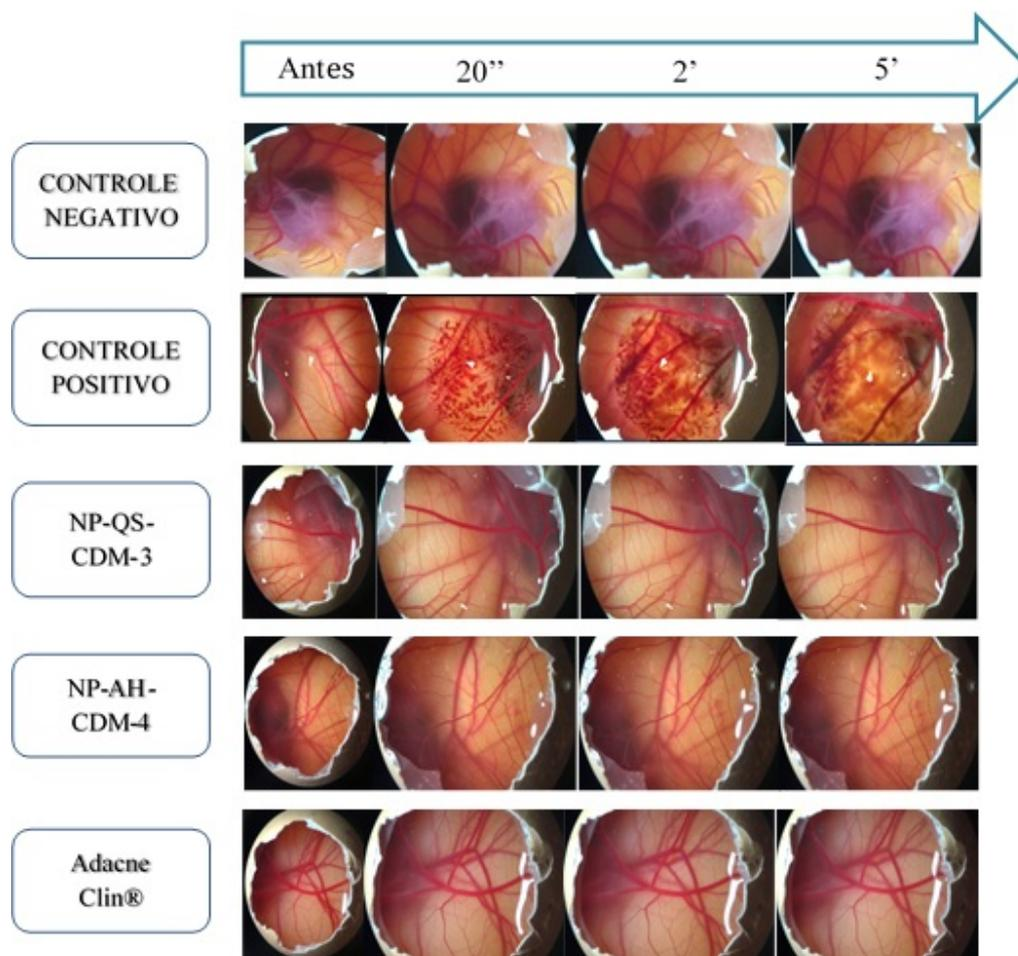 Antes 20’’ 2’ 5’
CONTROLE
NEGATIVO
CONTROLE
POSITIVO
NP-QS-
CDM-3
NP-AH-
CDM-4
Adacne
Clin®